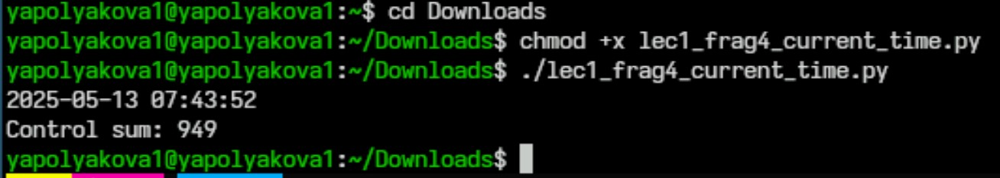 yapolyakova1@yapolyakova1:~$ cd Downloads
yapolyakova1@yapolyakova1:~/Downloads$ chmod +x lec1_frag4_current_time.py
yapolyakova1@yapolyakova1:~/Downloads$ ./lec1_frag4_current_time.py
2025-05-13 07:43:52
Control sum: 949
yapolyakova1@yapolyakova1:~/Downloads$